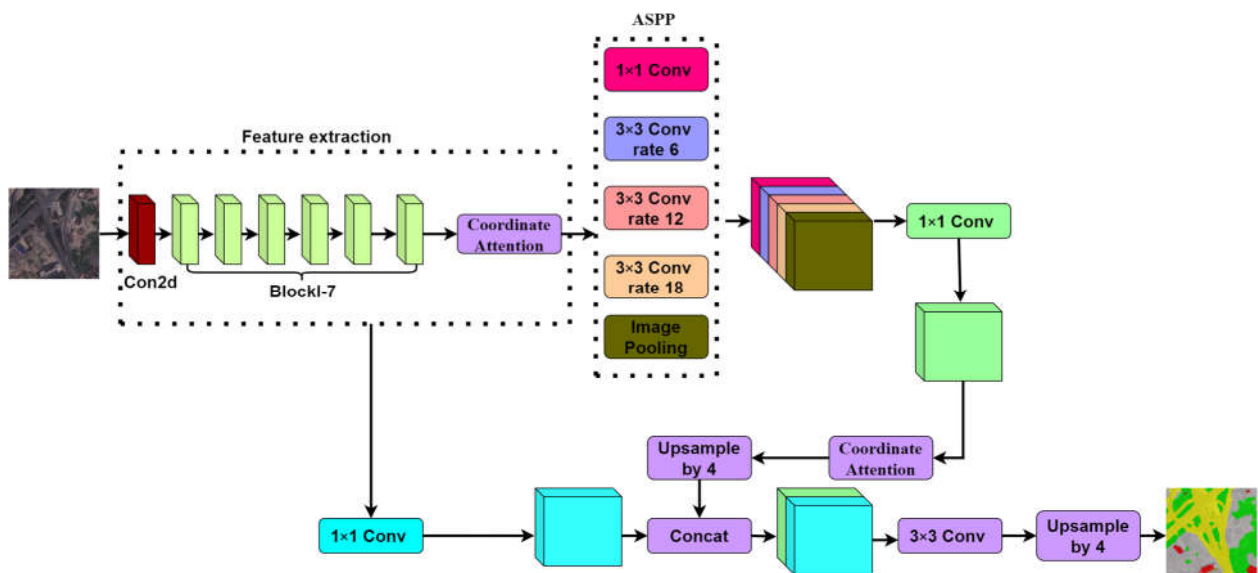 ASPP
1×1 Conv
3×3 Conv
rate 6
Feature extraction
3×3 Conv
rate 12
1×1 Conv
Coordinate
Attention
Con2d
Blockl-7
3×3 Conv
rate 18
Image
Pooling
Upsample
by 4
Coordinate
Attention
1×1 Conv
Concat
3×3 Conv
Upsample
by 4